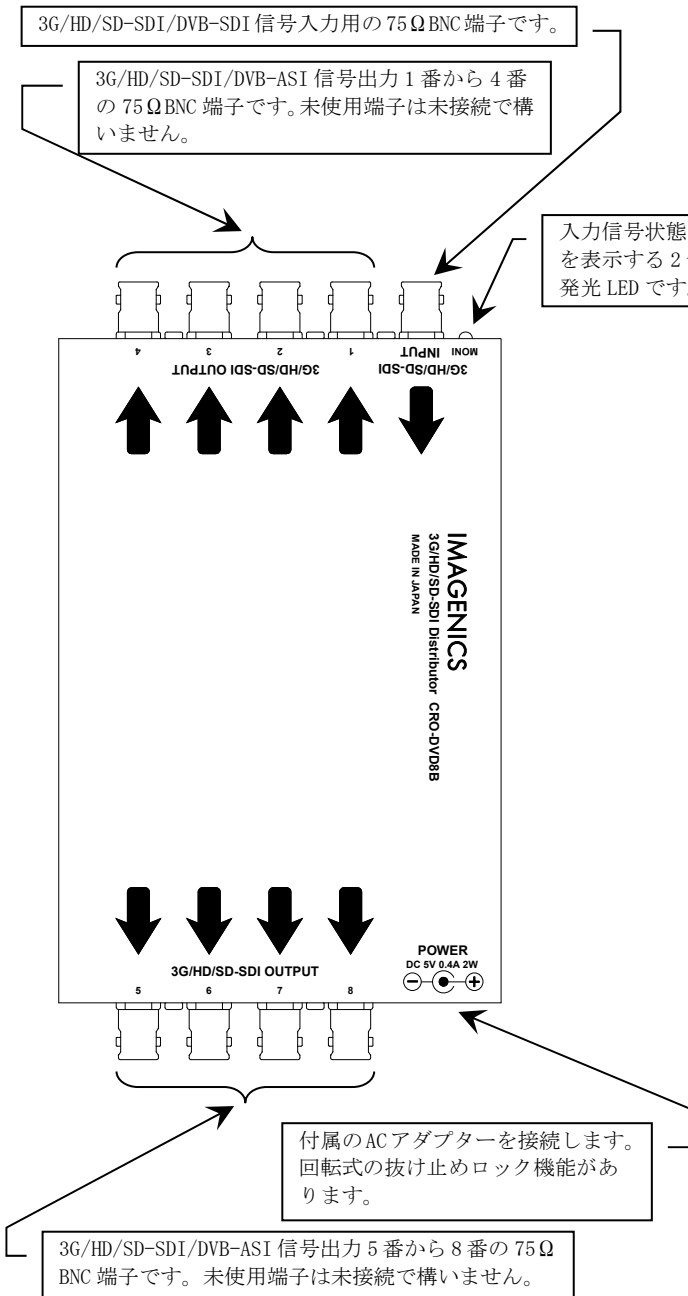 3G/HD/SD-SDI/DVB-SDI信号入力用の75ΩBNC端子です。
3G/HD/SD-SDI/DVB-ASI信号出力1番から4番
の75ΩBNC端子です。未使用端子は未接続で構
いません。
入力信号状態
を表示する2
発光LEDです
4 3 2 1 INPUT MONI
3G/HD/SD-SDI OUTPUT 3G/HD/SD-SDI
IMAGENICS
3G/HD/SD-SDI Distributor CRO-DVD8B
MADE IN JAPAN
POWER
DC 5V 0.4A 2W
3G/HD/SD-SDI OUTPUT
5 6 7 8
付属のACアダプターを接続します。
回転式の抜け止めロック機能があ
ります。
3G/HD/SD-SDI/DVB-ASI信号出力5番から8番の75Ω
BNC端子です。未使用端子は未接続で構いません。